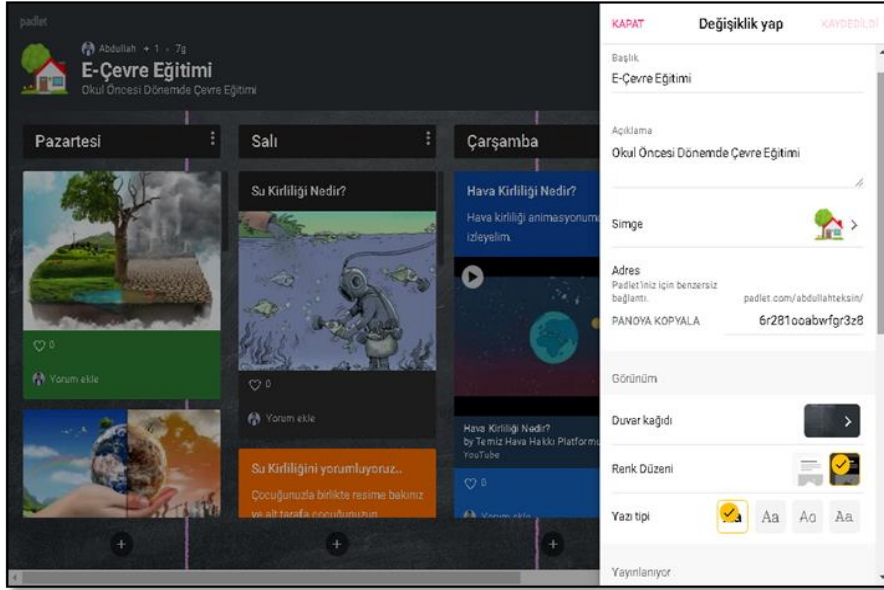 padlet
Abdullah + 1 · 7g
E-Çevre Eğitimi
Okul Öncesi Dönemde Çevre Eğitimi
Pazartesi
Salı
Çarşamba
0
Yorum ekle
Su Kirliliği Nedir?
0
Yorum ekle
Su Kirliliğini yorumluyoruz..
Çocuğunuzla birlikte resime bakınız
ve alt tarafa çocuğunuzun
Hava Kirliliği Nedir?
Hava kirliliği animasyonumu
izleyelim.
Hava Kirliliği Nedir?
by Temiz Hava Hakkı Platformu
YouTube
0
Yorum ekle
KAPAT
Değişiklik yap
KAYDEDİLDİ
Başlık
E-Çevre Eğitimi
Açıklama
Okul Öncesi Dönemde Çevre Eğitimi
Simge
Adres
Padlet'iniz için benzersiz
bağlantı.
padlet.com/abdullahteksin/
PANOYA KOPYALA
6r281ooabwfgr3z8
Görünüm
Duvar kağıdı
Renk Düzeni
Yazı tipi
Aa Aa Aa
Yayınlanıyor